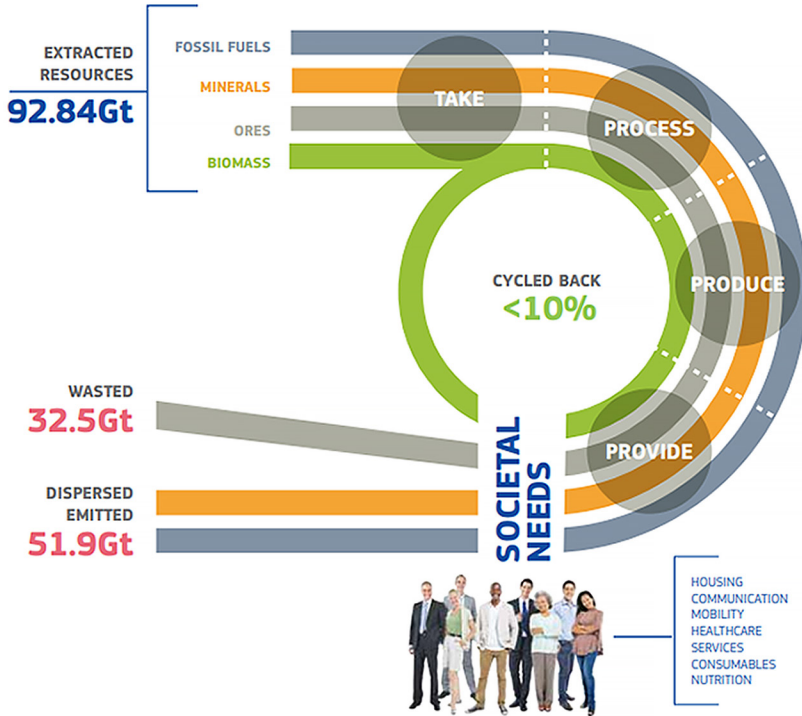 EXTRACTED
RESOURCES
92.84Gt
FOSSIL FUELS
MINERALS
ORES
BIOMASS
TAKE
PROCESS
PRODUCE
PROVIDE
CYCLED BACK
<10%
WASTED
32.5Gt
DISPERSED
EMITTED
51.9Gt
SOCIETAL
NEEDS
HOUSING
COMMUNICATION
MOBILITY
HEALTHCARE
SERVICES
CONSUMABLES
NUTRITION